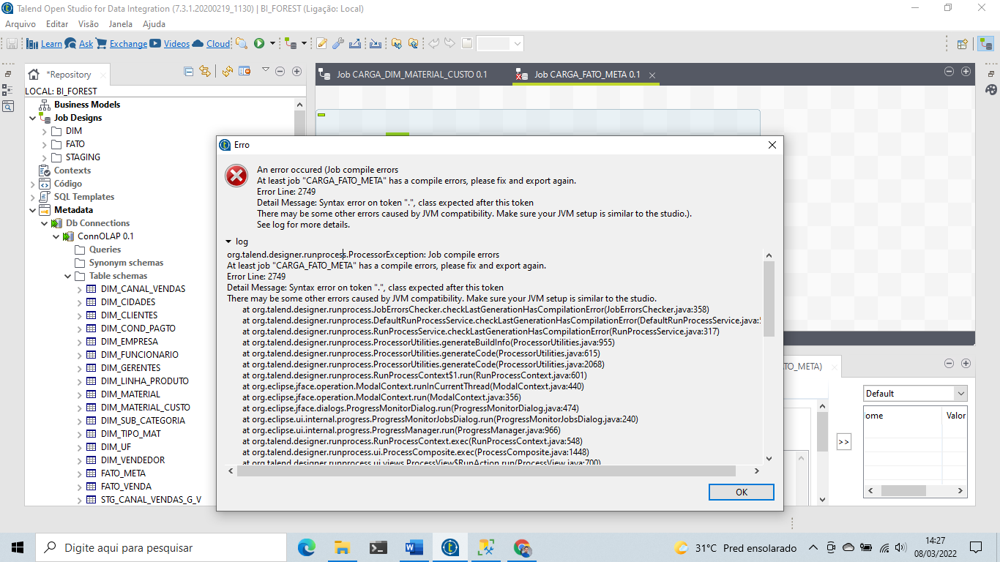 Talend Open Studio for Data Integration (7.3.1.20200219_1130) | BI_FOREST (Ligação: Local)
Arquivo Editar Visão Janela Ajuda
Learn Ask Exchange Videos Cloud
*Repository
Job CARGA_DIM_MATERIAL_CUSTO 0.1
Job CARGA_FATO_META 0.1
LOCAL: BI_FOREST
Business Models
Job Designs
DIM
FATO
STAGING
Contexts
Código
SQL Templates
Metadata
Db Connections
ConnOLAP 0.1
Queries
Synonym schemas
Table schemas
DIM_CANAL_VENDAS
DIM_CIDADES
DIM_CLIENTES
DIM_COND_PAGTO
DIM_EMPRESA
DIM_FUNCIONARIO
DIM_GERENTES
DIM_LINHA_PRODUTO
DIM_MATERIAL
DIM_MATERIAL_CUSTO
DIM_SUB_CATEGORIA
DIM_TIPO_MAT
DIM_UF
DIM_VENDEDOR
FATO_META
FATO_VENDA
STG_CANAL_VENDAS_G_V
Erro
An error occured (Job compile errors
At least job "CARGA_FATO_META" has a compile errors, please fix and export again.
Error Line: 2749
Detail Message: Syntax error on token ".", class expected after this token
There may be some other errors caused by JVM compatibility. Make sure your JVM setup is similar to the studio.).
See log for more details.
log
org.talend.designer.runprocess.ProcessorException: Job compile errors
At least job "CARGA_FATO_META" has a compile errors, please fix and export again.
Error Line: 2749
Detail Message: Syntax error on token ".", class expected after this token
There may be some other errors caused by JVM compatibility. Make sure your JVM setup is similar to the studio.
at org.talend.designer.runprocess.JobErrorsChecker.checkLastGenerationHasCompilationError(JobErrorsChecker.java:358)
at org.talend.designer.runprocess.DefaultRunProcessService.checkLastGenerationHasCompilationError(DefaultRunProcessService.java:
at org.talend.designer.runprocess.RunProcessService.checkLastGenerationHasCompilationError(RunProcessService.java:317)
at org.talend.designer.runprocess.ProcessorUtilities.generateBuildInfo(ProcessorUtilities.java:955)
at org.talend.designer.runprocess.ProcessorUtilities.generateCode(ProcessorUtilities.java:615)
at org.talend.designer.runprocess.ProcessorUtilities.generateCode(ProcessorUtilities.java:2068)
at org.talend.designer.runprocess.RunProcessContext$1.run(RunProcessContext.java:601)
at org.eclipse.jface.operation.ModalContext.runInCurrentThread(ModalContext.java:440)
at org.eclipse.jface.operation.ModalContext.run(ModalContext.java:356)
at org.eclipse.jface.dialogs.ProgressMonitorDialog.run(ProgressMonitorDialog.java:474)
at org.eclipse.ui.internal.progress.ProgressMonitorJobsDialog.run(ProgressMonitorJobsDialog.java:240)
at org.eclipse.ui.internal.progress.ProgressManager.run(ProgressManager.java:966)
at org.talend.designer.runprocess.RunProcessContext.exec(RunProcessContext.java:548)
at org.talend.designer.runprocess.ui.ProcessComposite.exec(ProcessComposite.java:1448)
at org.talend.designer.runprocess.ui.views.ProcessView$RunAction.run(ProcessView.java:700)
OK
TO_META)
Default
ome Valor
>>
Digite aqui para pesquisar
31°C Pred ensolarado
14:27
08/03/2022